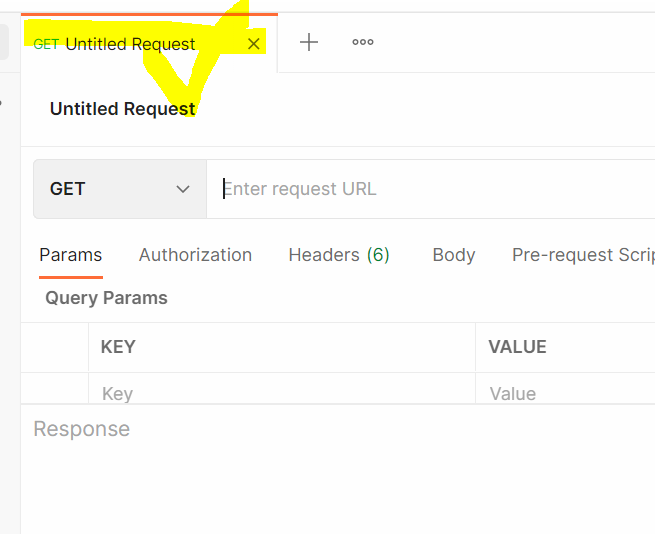 GET Untitled Request
Untitled Request
GET Enter request URL
Params Authorization Headers (6) Body Pre-request Scrip
Query Params
KEY VALUE
Key Value
Response